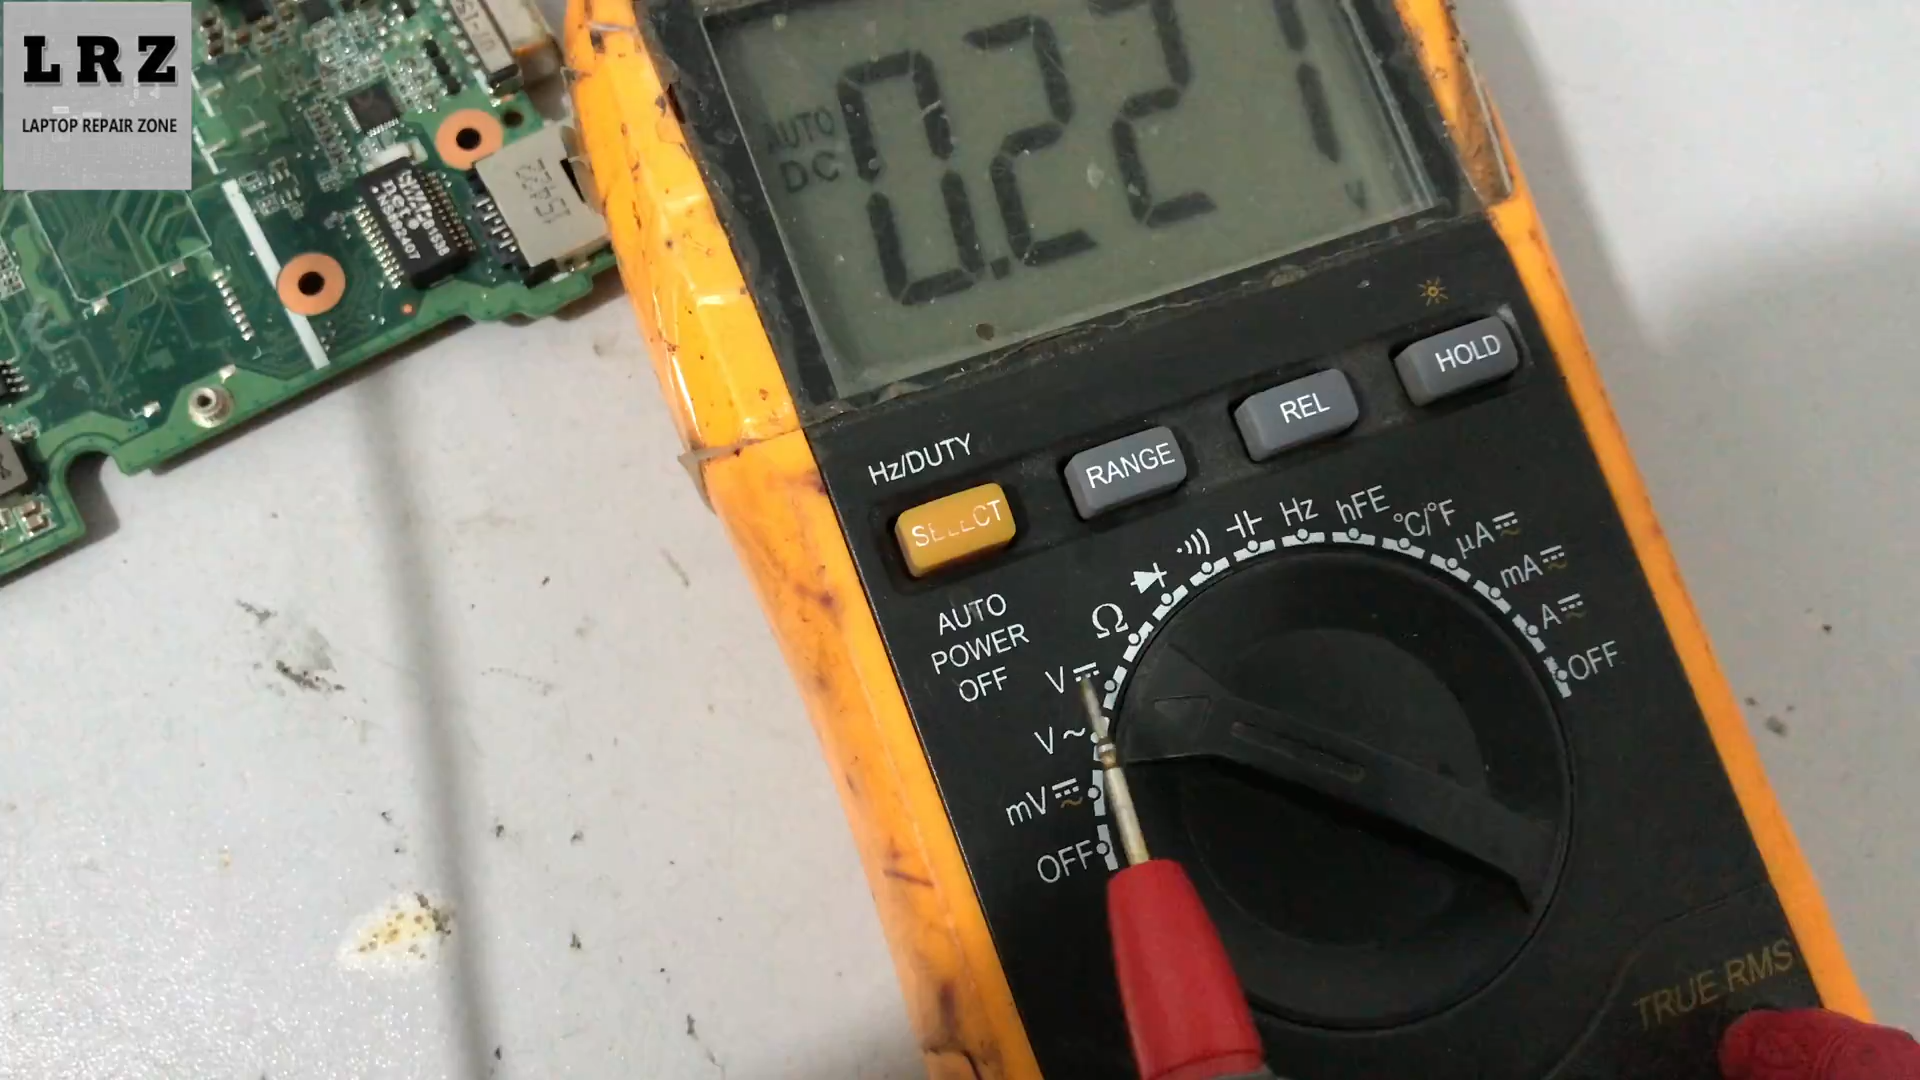 LRZ
LAPTOP REPAIR ZONE
AUTO
DC
0.221
V
HOLD
REL
RANGE
Hz/DUTY
SELECT
AUTO
POWER
OFF
OFF
mV
V~
V
Ω
Hz
hFE
°C/°F
µA
mA
A
OFF
TRUE RMS
15422